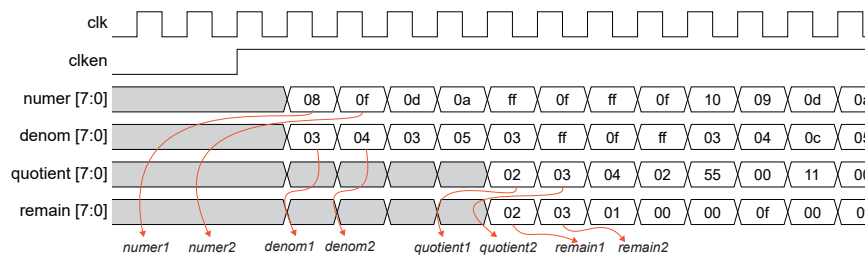 clk
clken
numer [7:0] 08 0f 0d 0a ff 0f ff 0f 10 09 0d
denom [7:0] 03 04 03 05 03 ff 0f ff 03 04 0c
quotient [7:0] 02 03 04 02 55 00 11
remain [7:0] 02 03 01 00 00 0f 00
numer1 numer2 denom1 denom2 quotient1 quotient2 remain1 remain2